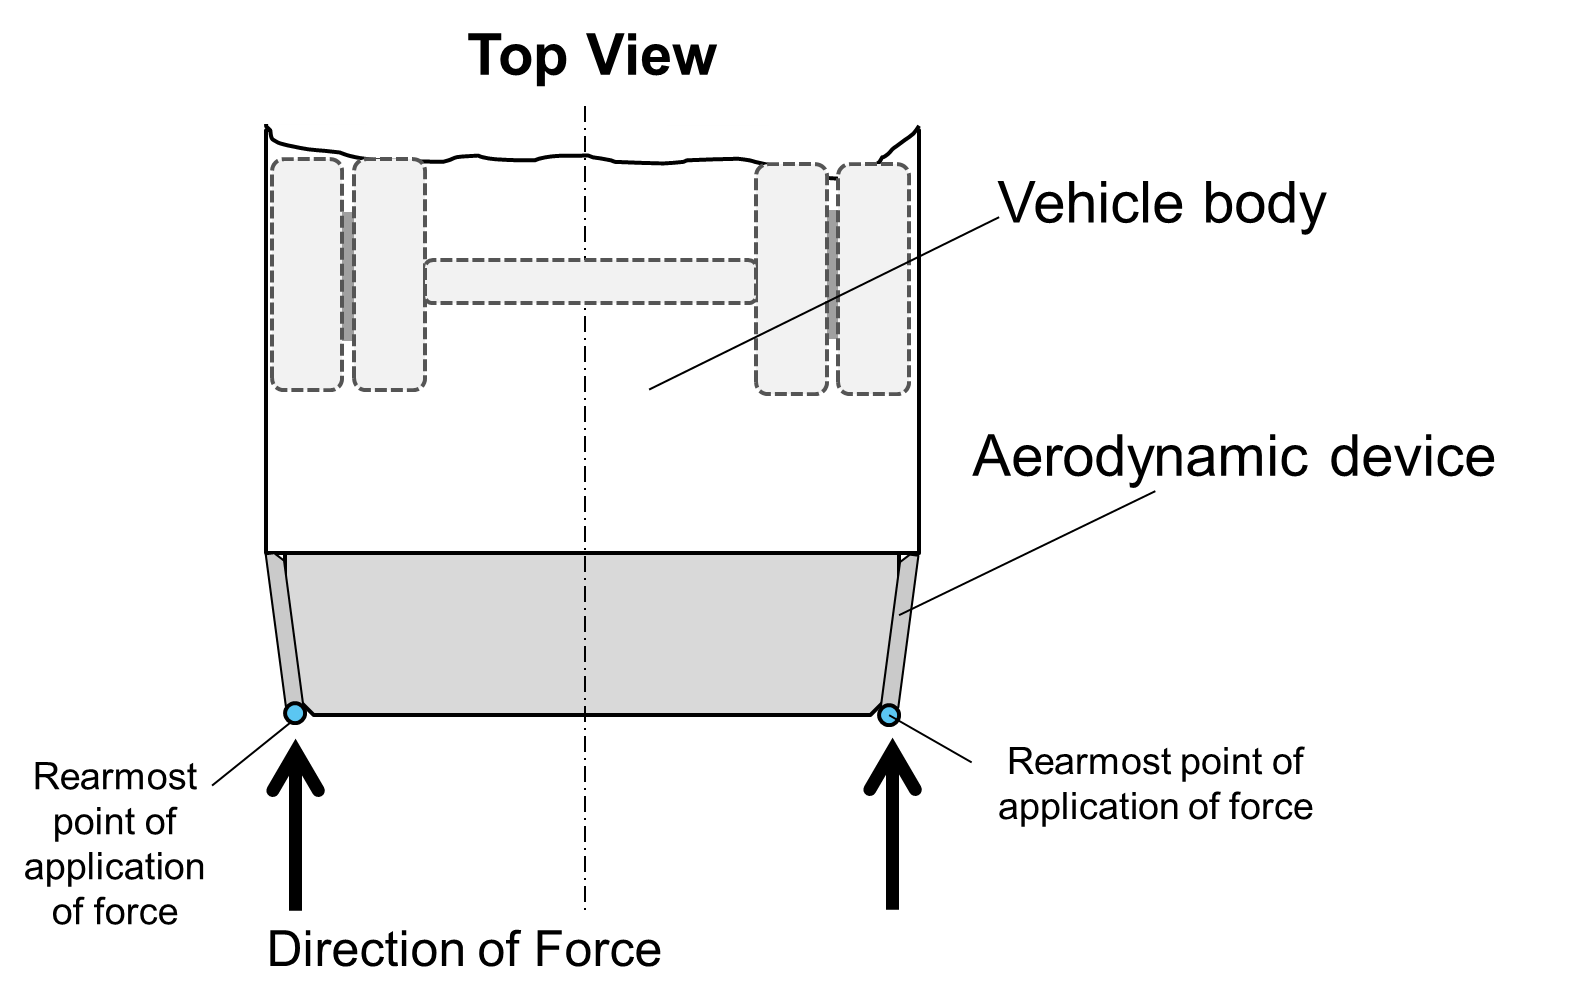 Top View
Vehicle body
Aerodynamic device
Rearmost
point of
application
of force
Rearmost point of
application of force
Direction of Force